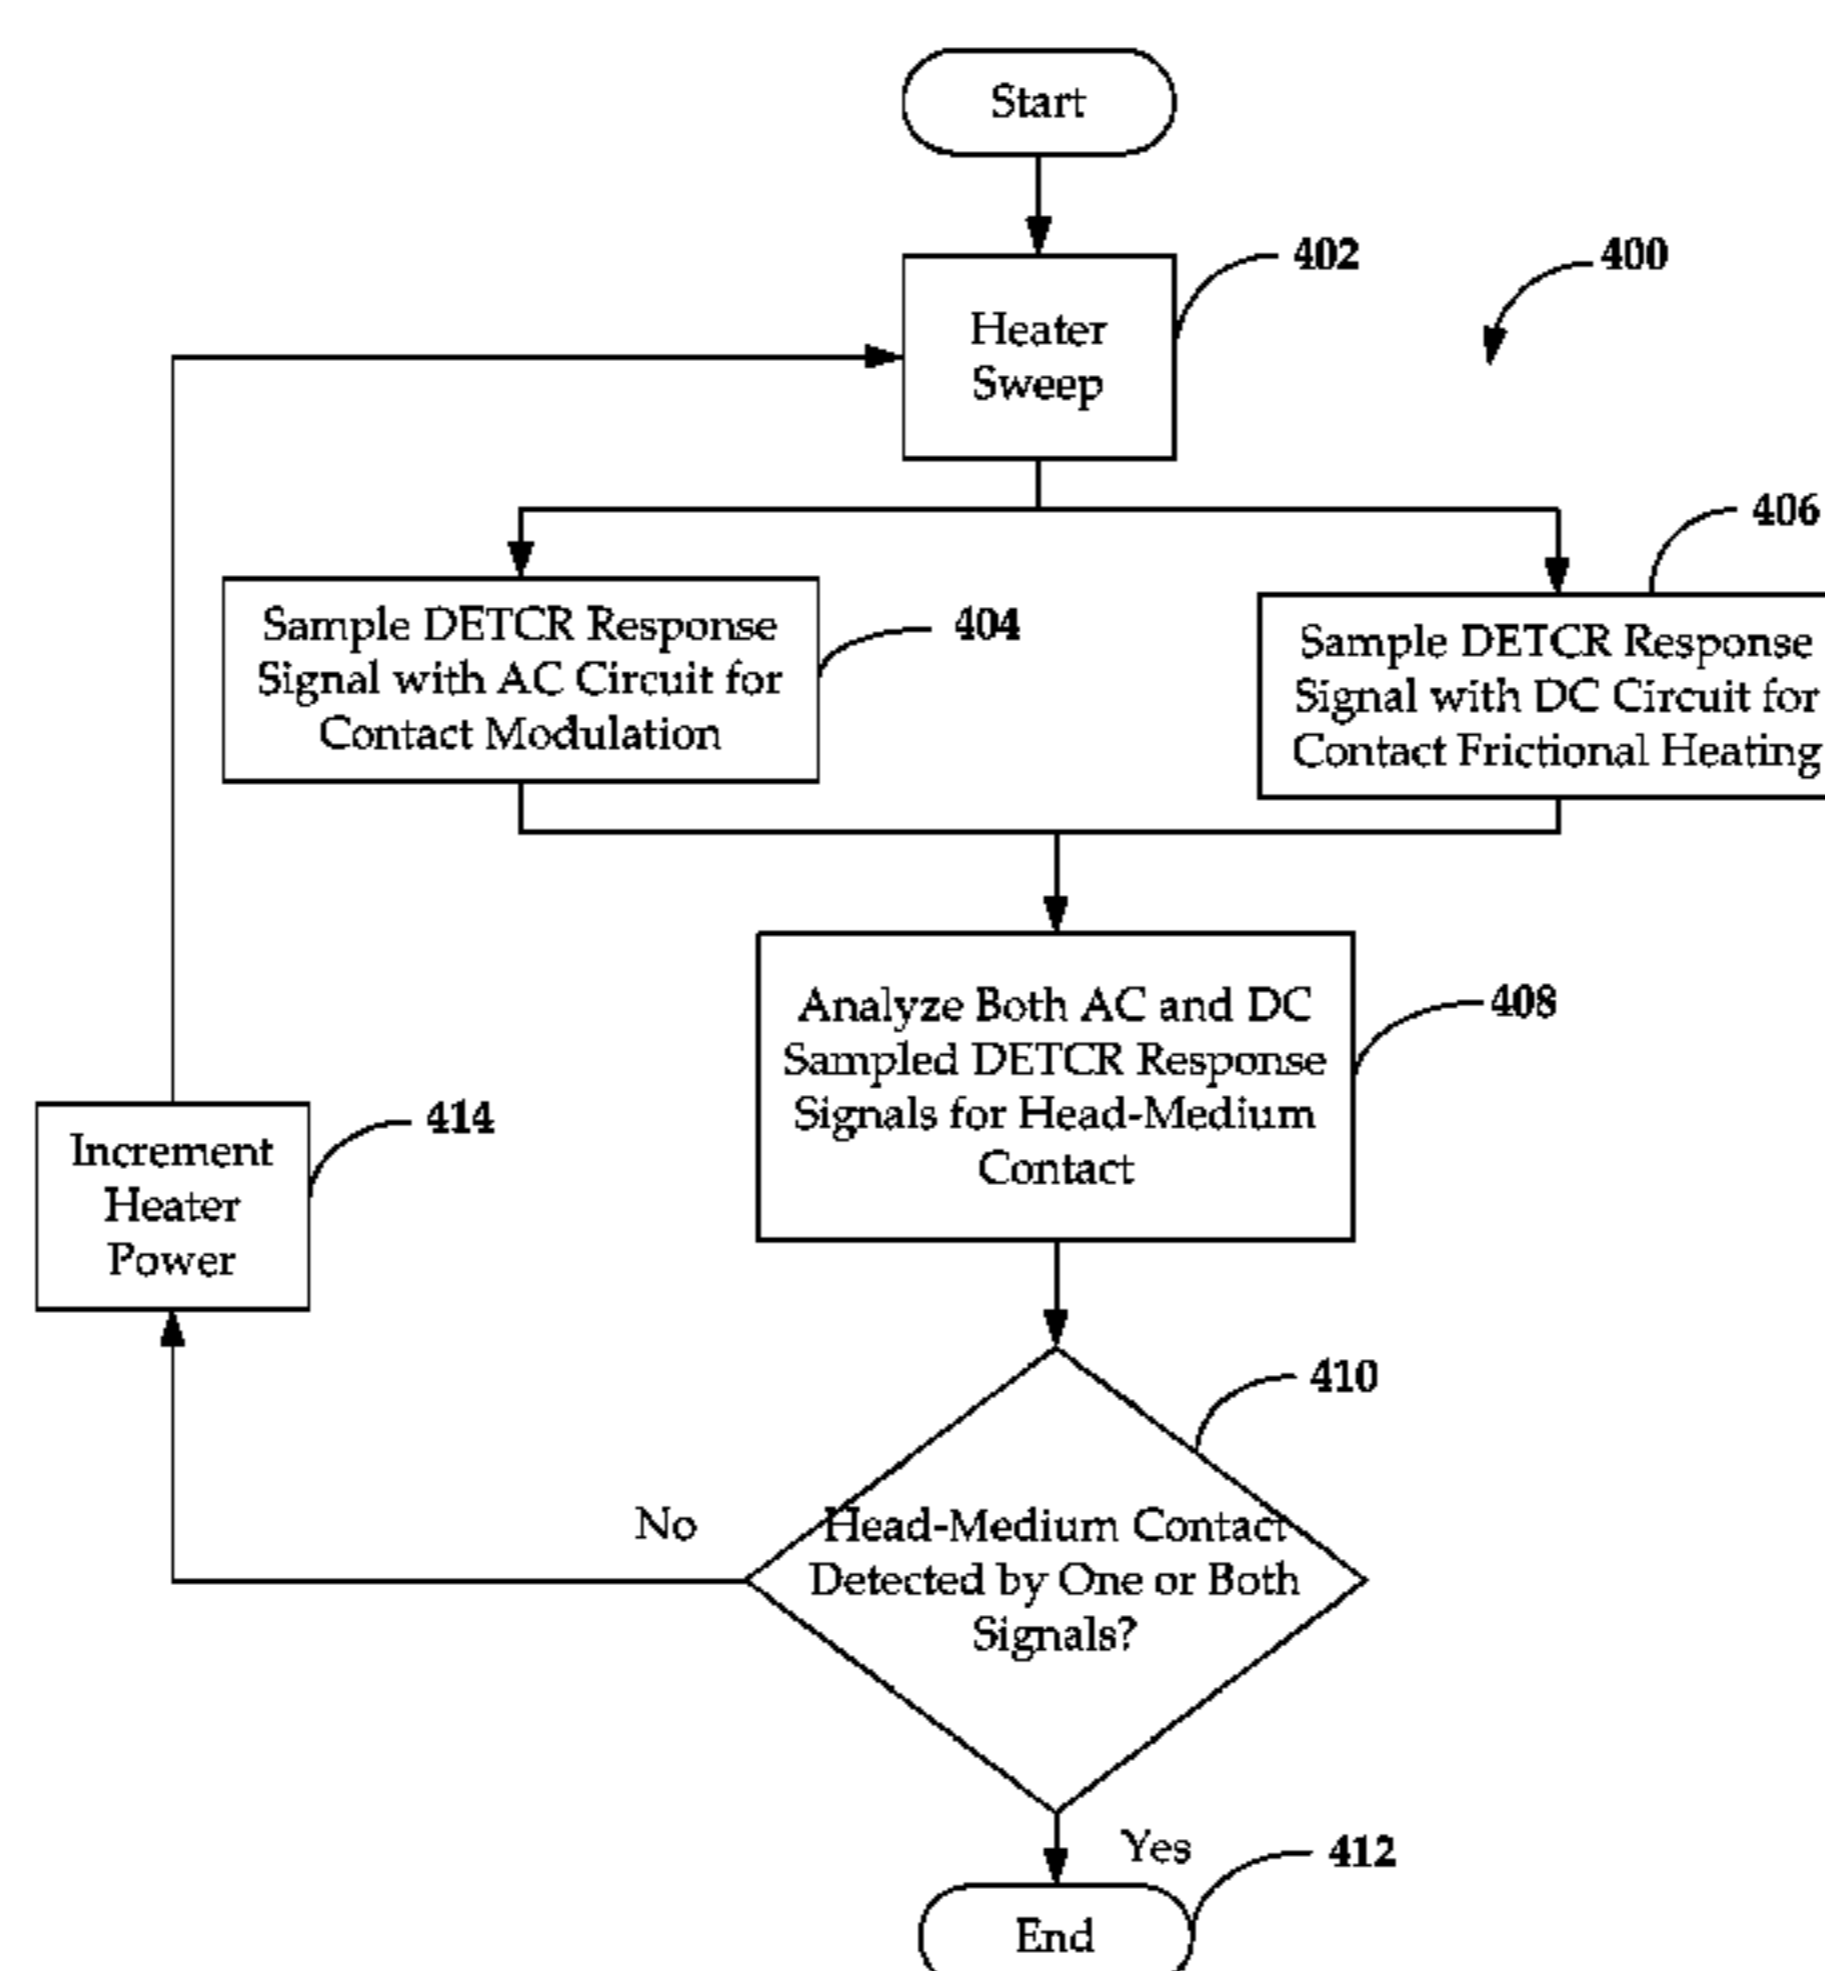 Start
402
400
Heater
Sweep
406
Sample DETCR Response
Signal with AC Circuit for
Contact Modulation
404
Sample DETCR Response
Signal with DC Circuit for
Contact Frictional Heating
Analyze Both AC and DC
Sampled DETCR Response
Signals for Head-Medium
Contact
408
414
Increment
Heater
Power
410
No
Head-Medium Contact
Detected by One or Both
Signals?
Yes
412
End